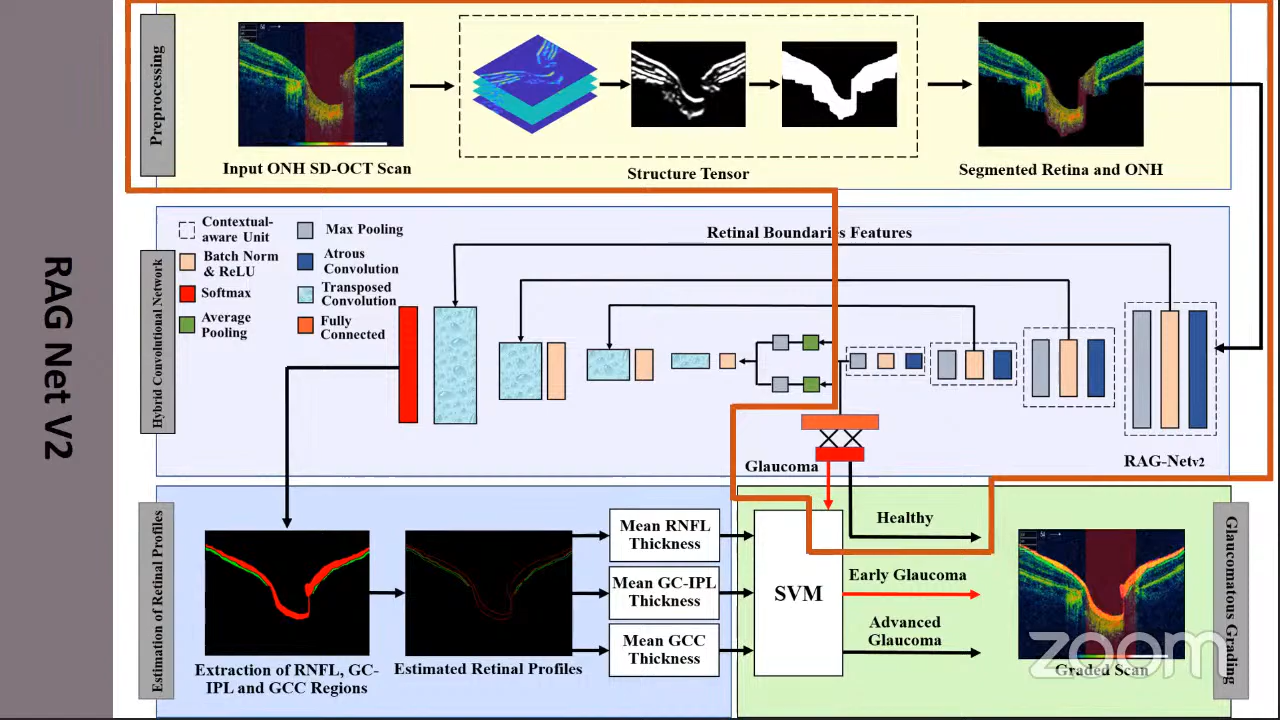 RAG Net V2
Preprocessing
Input ONH SD-OCT Scan
Structure Tensor
Segmented Retina and ONH
Hybrid Convolutional Network
Contextual-
aware Unit
Batch Norm
& ReLU
Softmax
Average
Pooling
Max Pooling
Atrous
Convolution
Transposed
Convolution
Fully
Connected
Retinal Boundaries Features
RAG-Netv2
Glaucoma
Estimation of Retinal Profiles
Extraction of RNFL, GC-
IPL and GCC Regions
Estimated Retinal Profiles
Mean RNFL
Thickness
Mean GC-IPL
Thickness
Mean GCC
Thickness
SVM
Healthy
Early Glaucoma
Advanced
Glaucoma
Graded Scan
Glaucomatous Grading
zoom